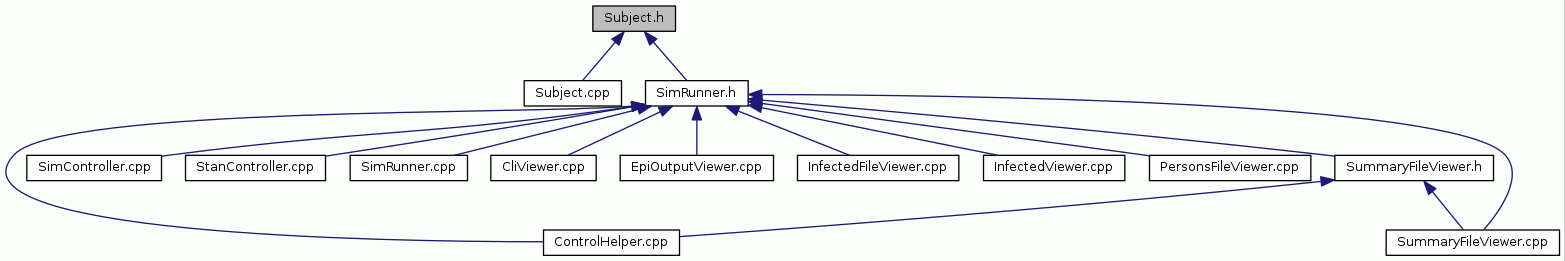 Subject.h
Subject.cpp
SimRunner.h
SimController.cpp
StanController.cpp
SimRunner.cpp
CliViewer.cpp
EpiOutputViewer.cpp
InfectedFileViewer.cpp
InfectedViewer.cpp
PersonsFileViewer.cpp
SummaryFileViewer.h
ControlHelper.cpp
SummaryFileViewer.cpp